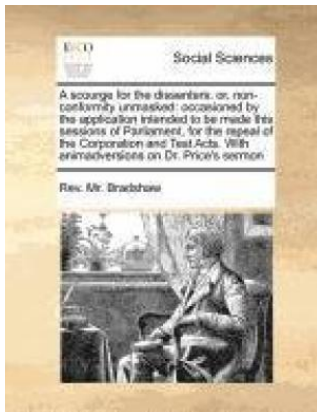 ECCO
Social Sciences
A scourge for the dissenters; or, non-
conformity unmasked: occasioned by
the application intended to be made this
sessions of Parliament, for the repeal of
the Corporation and Test Acts. With
animadversions on Dr. Price's sermon
Rev. Mr. Bradshaw